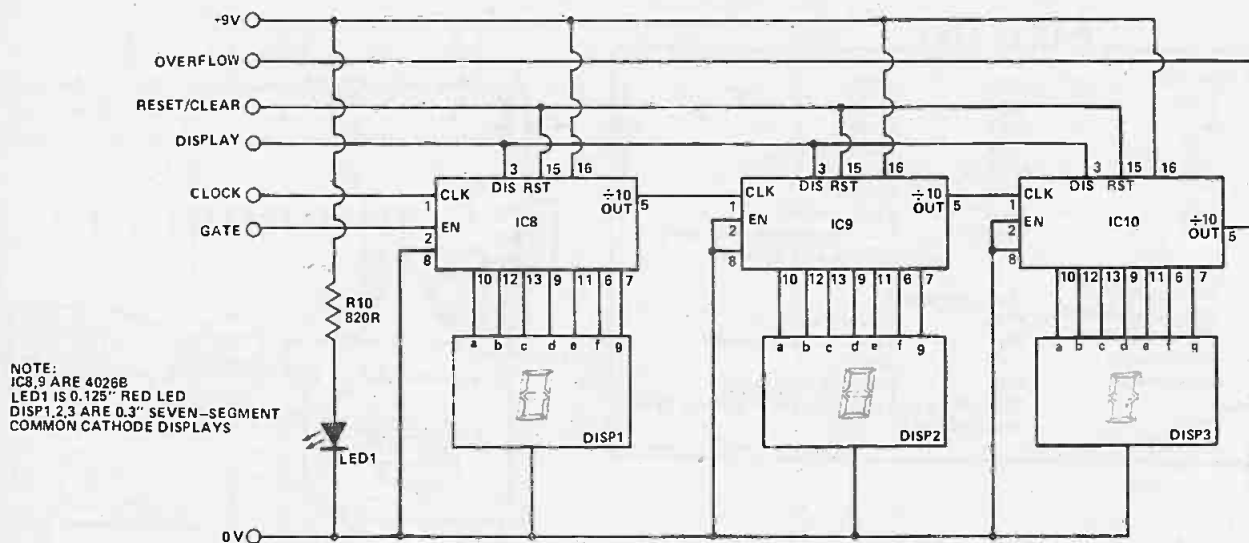 +9V
OVERFLOW
RESET/CLEAR
DISPLAY
CLOCK
GATE
3 15 16
DIS RST
CLK
1
EN
2
8
IC8
÷10
OUT
5
10 12 13 9 11 6 7
a b c d e f g
DISP1
3 15 16
DIS RST
CLK
1
EN
2
8
IC9
÷10
OUT
5
10 12 13 9 11 6 7
a b c d e f g
DISP2
3 15 16
DIS RST
CLK
1
EN
2
8
IC10
÷10
OUT
5
10 12 13 9 11 6 7
a b c d e f g
DISP3
R10
820R
LED1
NOTE:
IC8,9 ARE 4026B
LED1 IS 0.125" RED LED
DISP1,2,3 ARE 0.3" SEVEN-SEGMENT
COMMON CATHODE DISPLAYS
0V